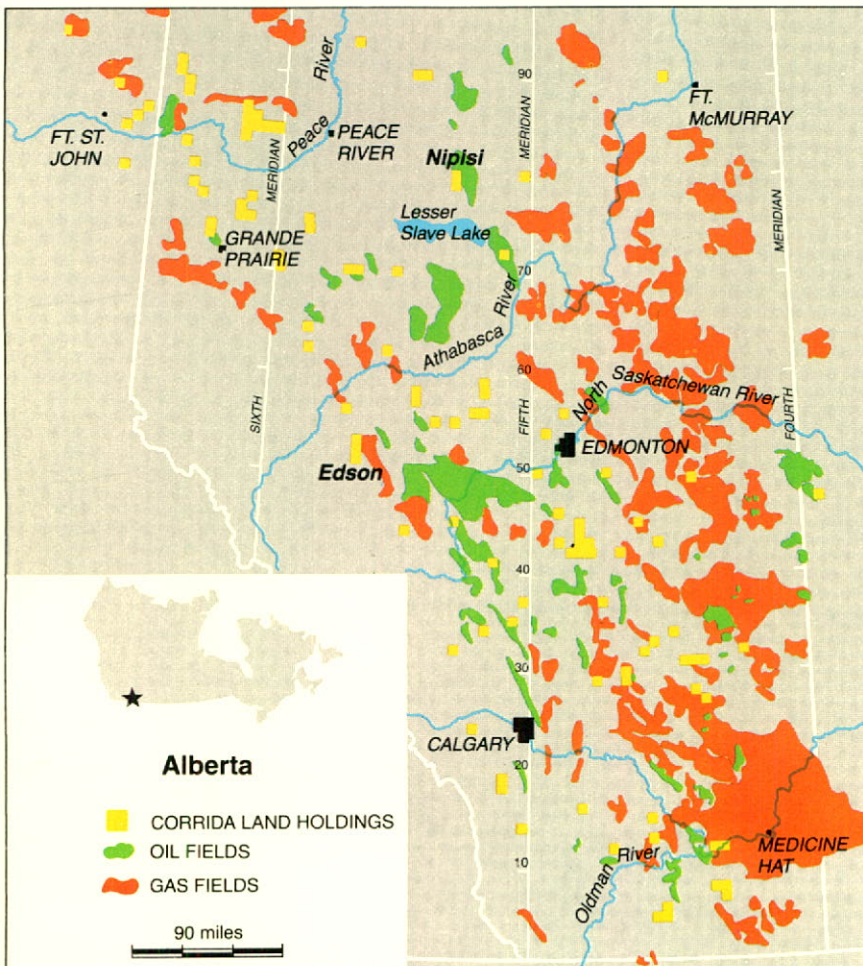 River
90
FT.
McMURRAY
FT. ST.
JOHN
Peace
PEACE
RIVER
MERIDIAN
MERIDIAN
Nipisi
MERIDIAN
Lesser
Slave Lake
GRANDE
PRAIRIE
70
River
Athabasca
60
Saskatchewan River
North
SIXTH
FIFTH
FOURTH
EDMONTON
Edson
50
40
30
CALGARY
20
Alberta
CORRIDA LAND HOLDINGS
OIL FIELDS
GAS FIELDS
MEDICINE
HAT
10
Oldman River
90 miles